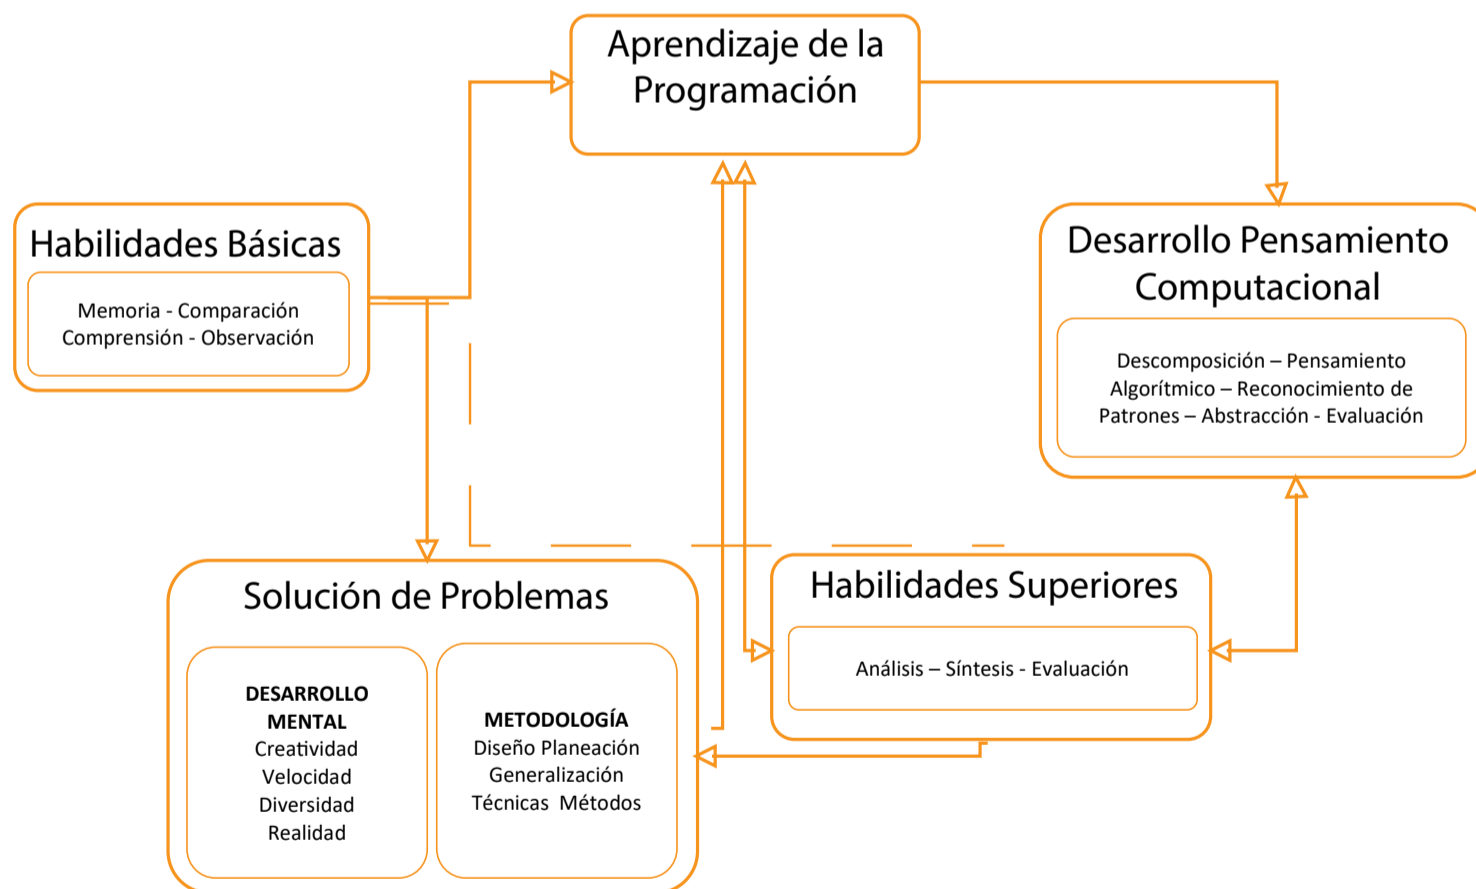 Aprendizaje de la
Programación
Habilidades Básicas
Memoria - Comparación
Comprensión - Observación
Desarrollo Pensamiento
Computacional
Descomposición – Pensamiento
Algorítmico – Reconocimiento de
Patrones – Abstracción - Evaluación
Solución de Problemas
DESARROLLO
MENTAL
Creatividad
Velocidad
Diversidad
Realidad
METODOLOGÍA
Diseño Planeación
Generalización
Técnicas  Métodos
Habilidades Superiores
Análisis – Síntesis - Evaluación